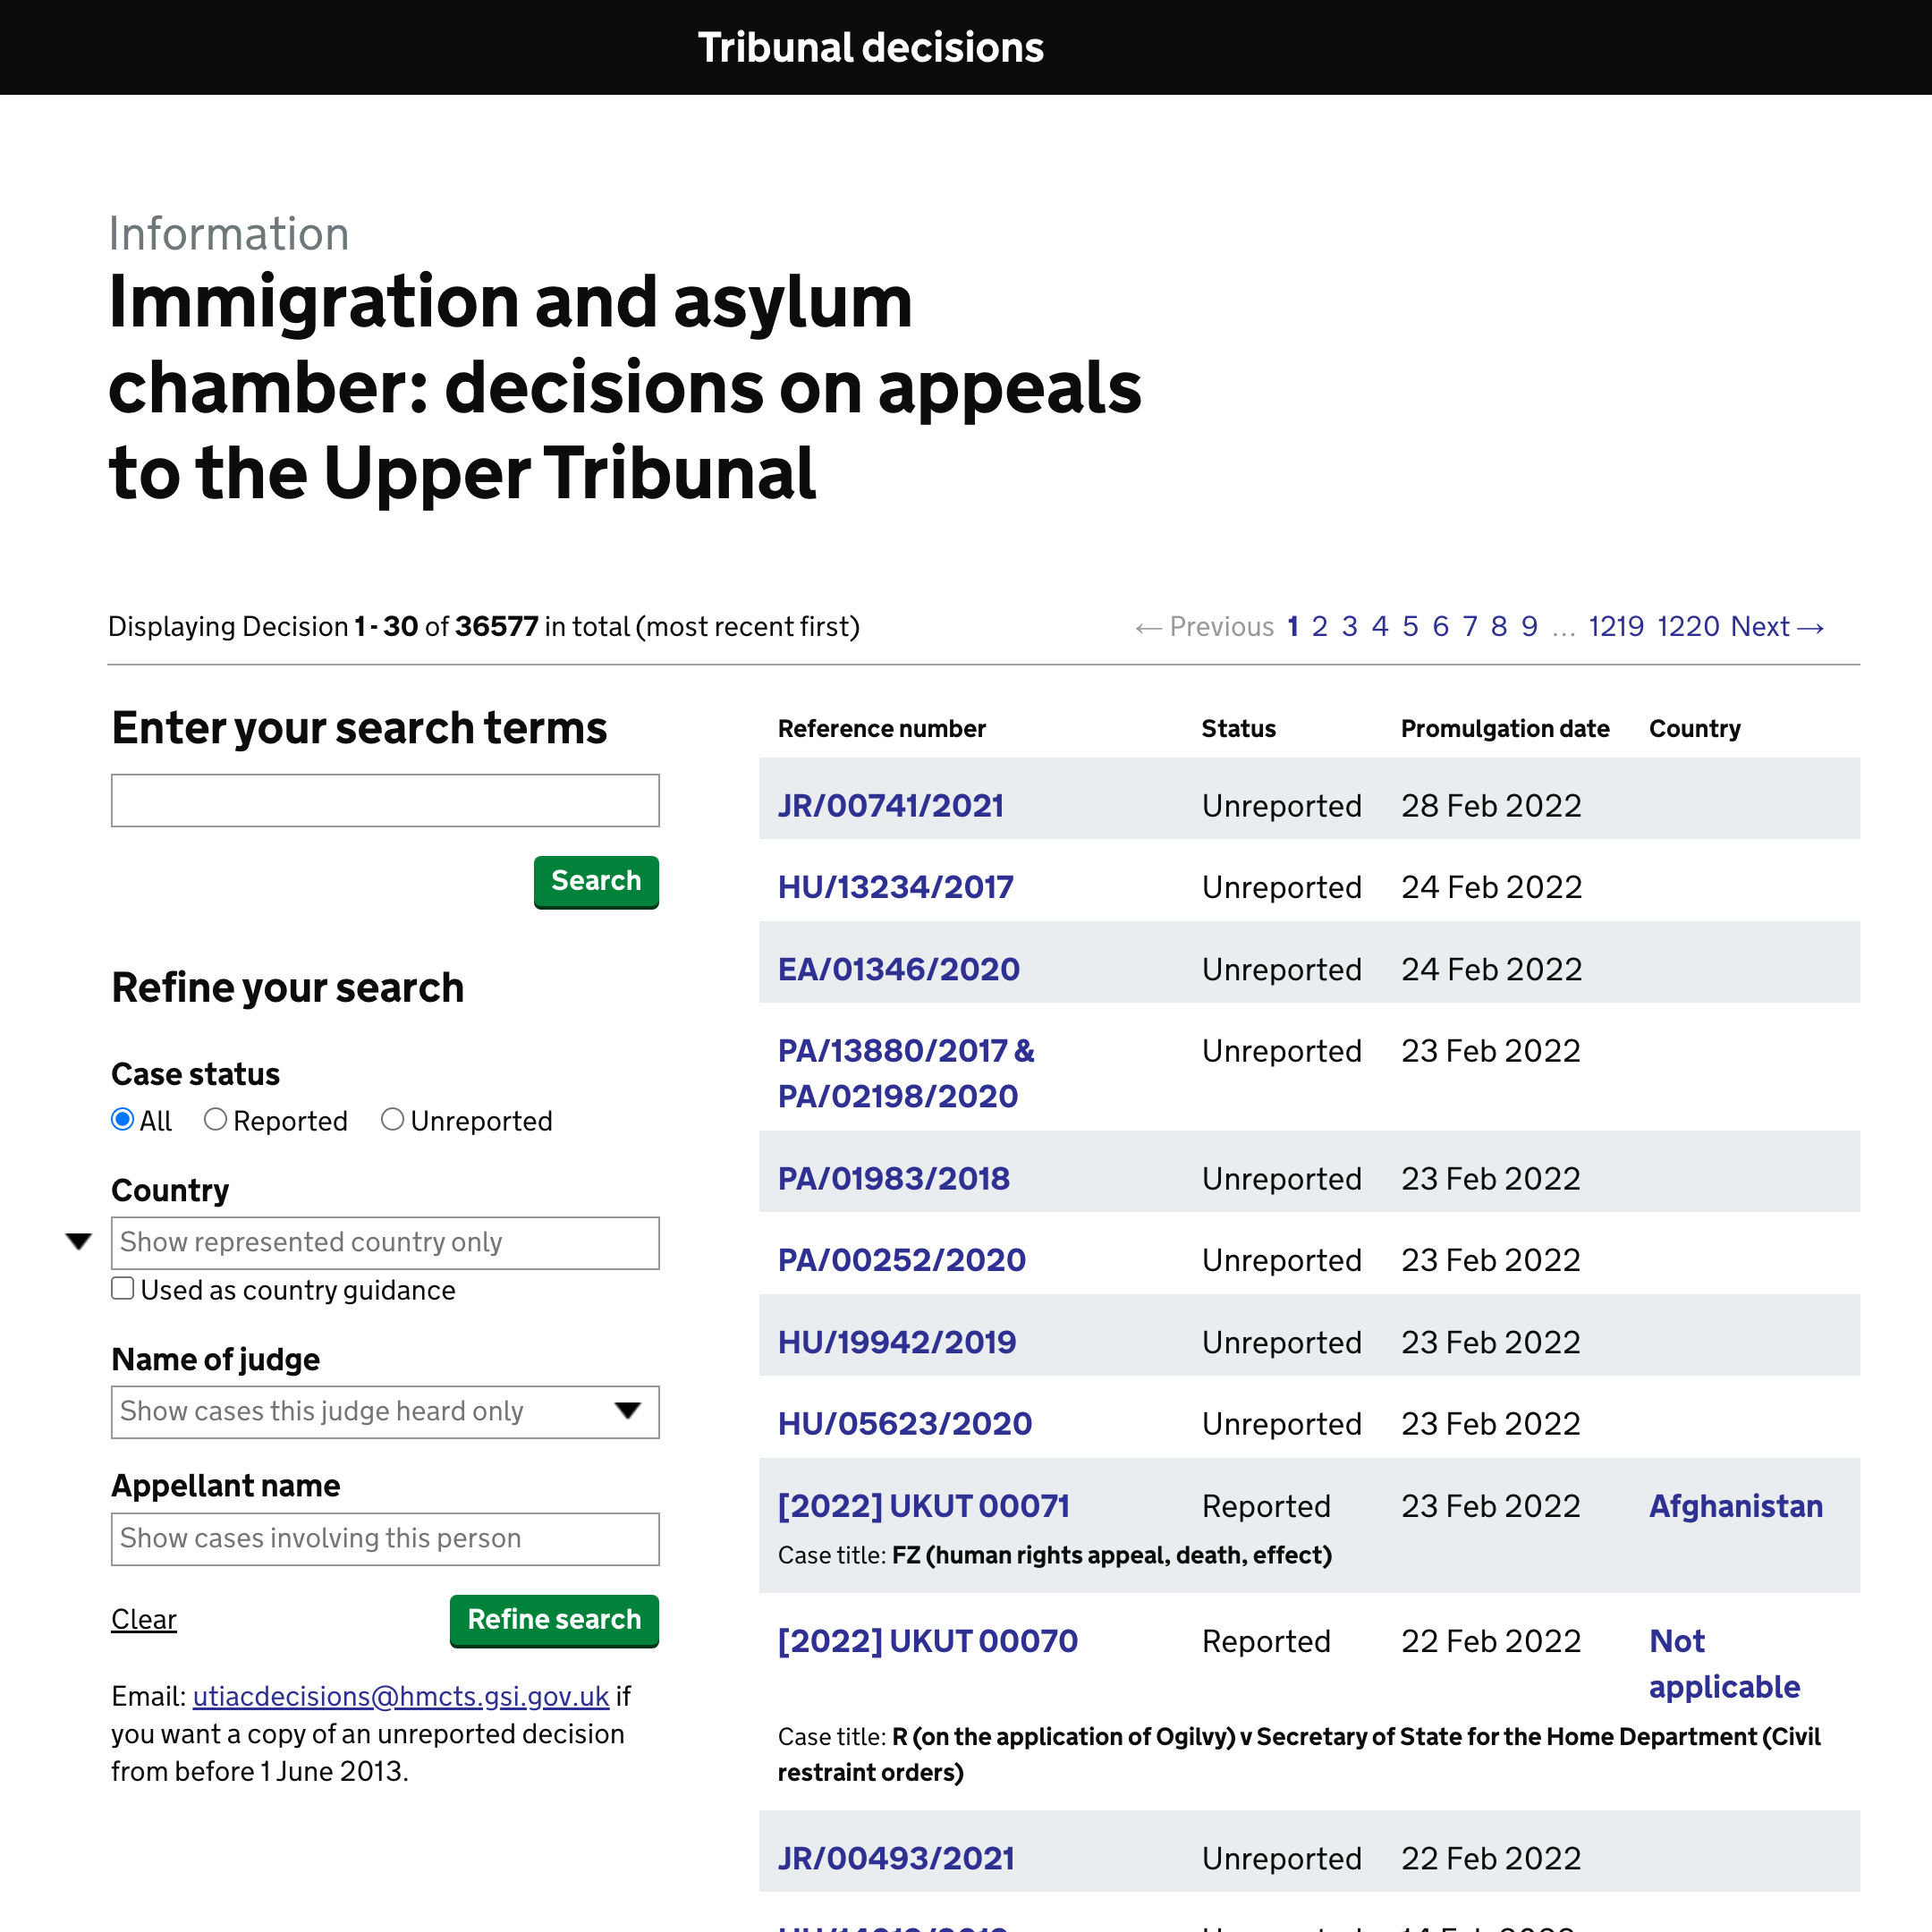 Tribunal decisions
Information
Immigration and asylum
chamber: decisions on appeals
to the Upper Tribunal
Displaying Decision 1 - 30 of 36577 in total (most recent first)
← Previous 1 2 3 4 5 6 7 8 9 … 1219 1220 Next →
Enter your search terms
Search
Refine your search
Case status
All Reported Unreported
Country
Show represented country only
Used as country guidance
Name of judge
Show cases this judge heard only
Appellant name
Show cases involving this person
Clear Refine search
Email: utiacdecisions@hmcts.gsi.gov.uk if
you want a copy of an unreported decision
from before 1 June 2013.
Reference number Status Promulgation date Country
JR/00741/2021 Unreported 28 Feb 2022
HU/13234/2017 Unreported 24 Feb 2022
EA/01346/2020 Unreported 24 Feb 2022
PA/13880/2017 & Unreported 23 Feb 2022
PA/02198/2020
PA/01983/2018 Unreported 23 Feb 2022
PA/00252/2020 Unreported 23 Feb 2022
HU/19942/2019 Unreported 23 Feb 2022
HU/05623/2020 Unreported 23 Feb 2022
[2022] UKUT 00071 Reported 23 Feb 2022 Afghanistan
Case title: FZ (human rights appeal, death, effect)
[2022] UKUT 00070 Reported 22 Feb 2022 Not
applicable
Case title: R (on the application of Ogilvy) v Secretary of State for the Home Department (Civil
restraint orders)
JR/00493/2021 Unreported 22 Feb 2022